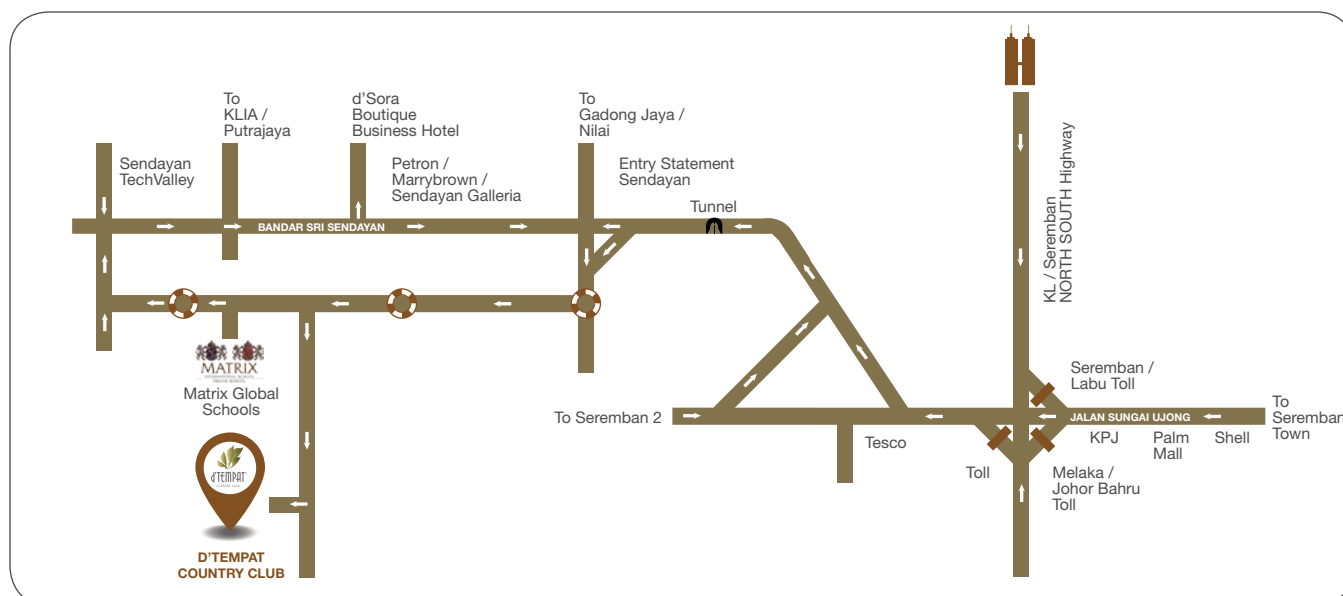 To
KLIA /
Putrajaya
d'Sora
Boutique
Business Hotel
To
Gadong Jaya /
Nilai
Sendayan
TechValley
Petron /
Marrybrown /
Sendayan Galleria
Entry Statement
Sendayan
Tunnel
BANDAR SRI SENDAYAN
KL / Seremban
NORTH SOUTH Highway
MATRIX
Matrix Global
Schools
Seremban /
Labu Toll
To Seremban 2
JALAN SUNGAI UJONG
To
Seremban
Town
Tesco
KPJ
Palm
Mall
Shell
Toll
Melaka /
Johor Bahru
Toll
d'TEMPAT
COUNTRY CLUB
D'TEMPAT
COUNTRY CLUB